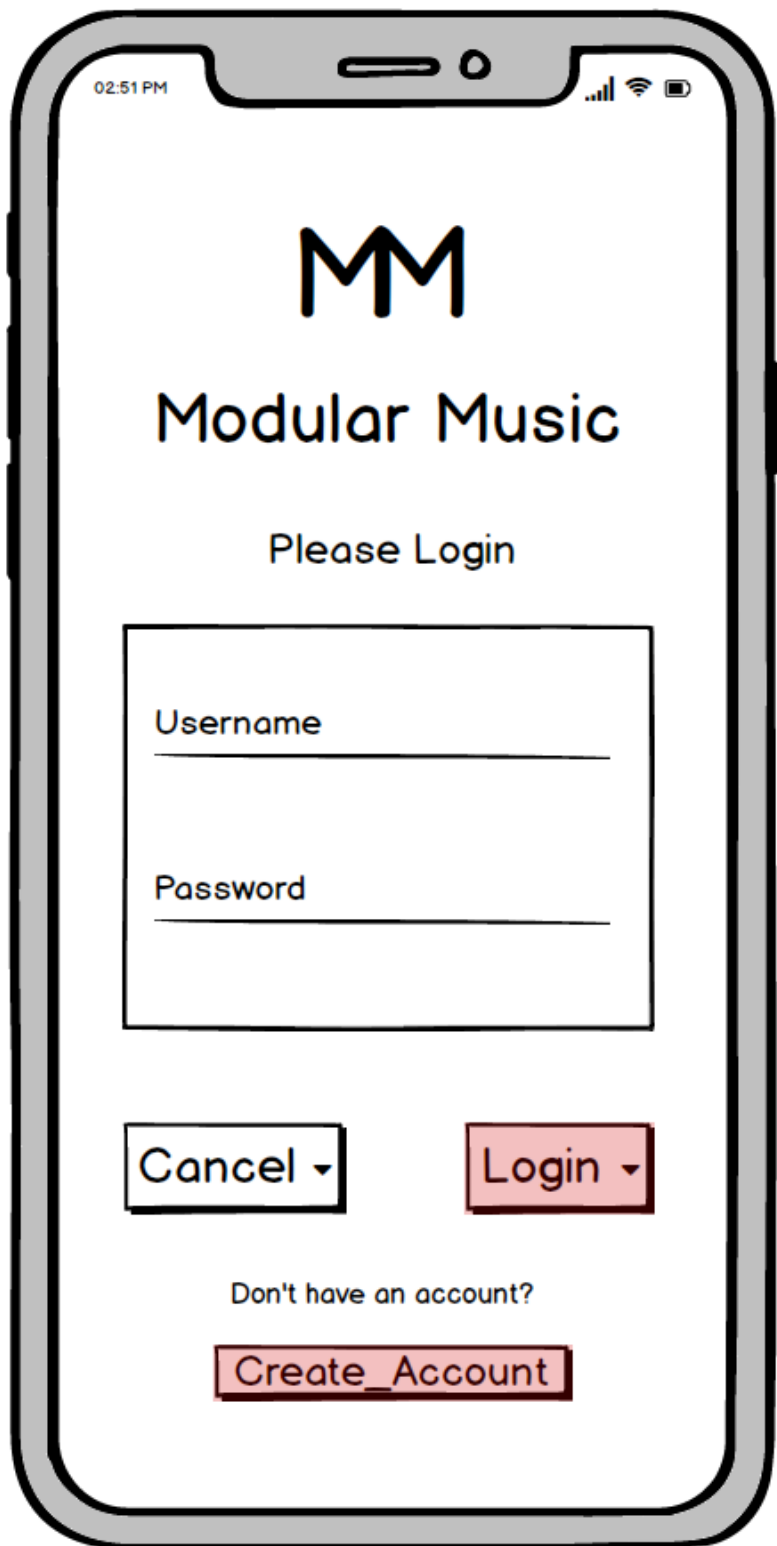 02:51 PM
MM
Modular Music
Please Login
Username
Password
Cancel
Login
Don't have an account?
Create_Account